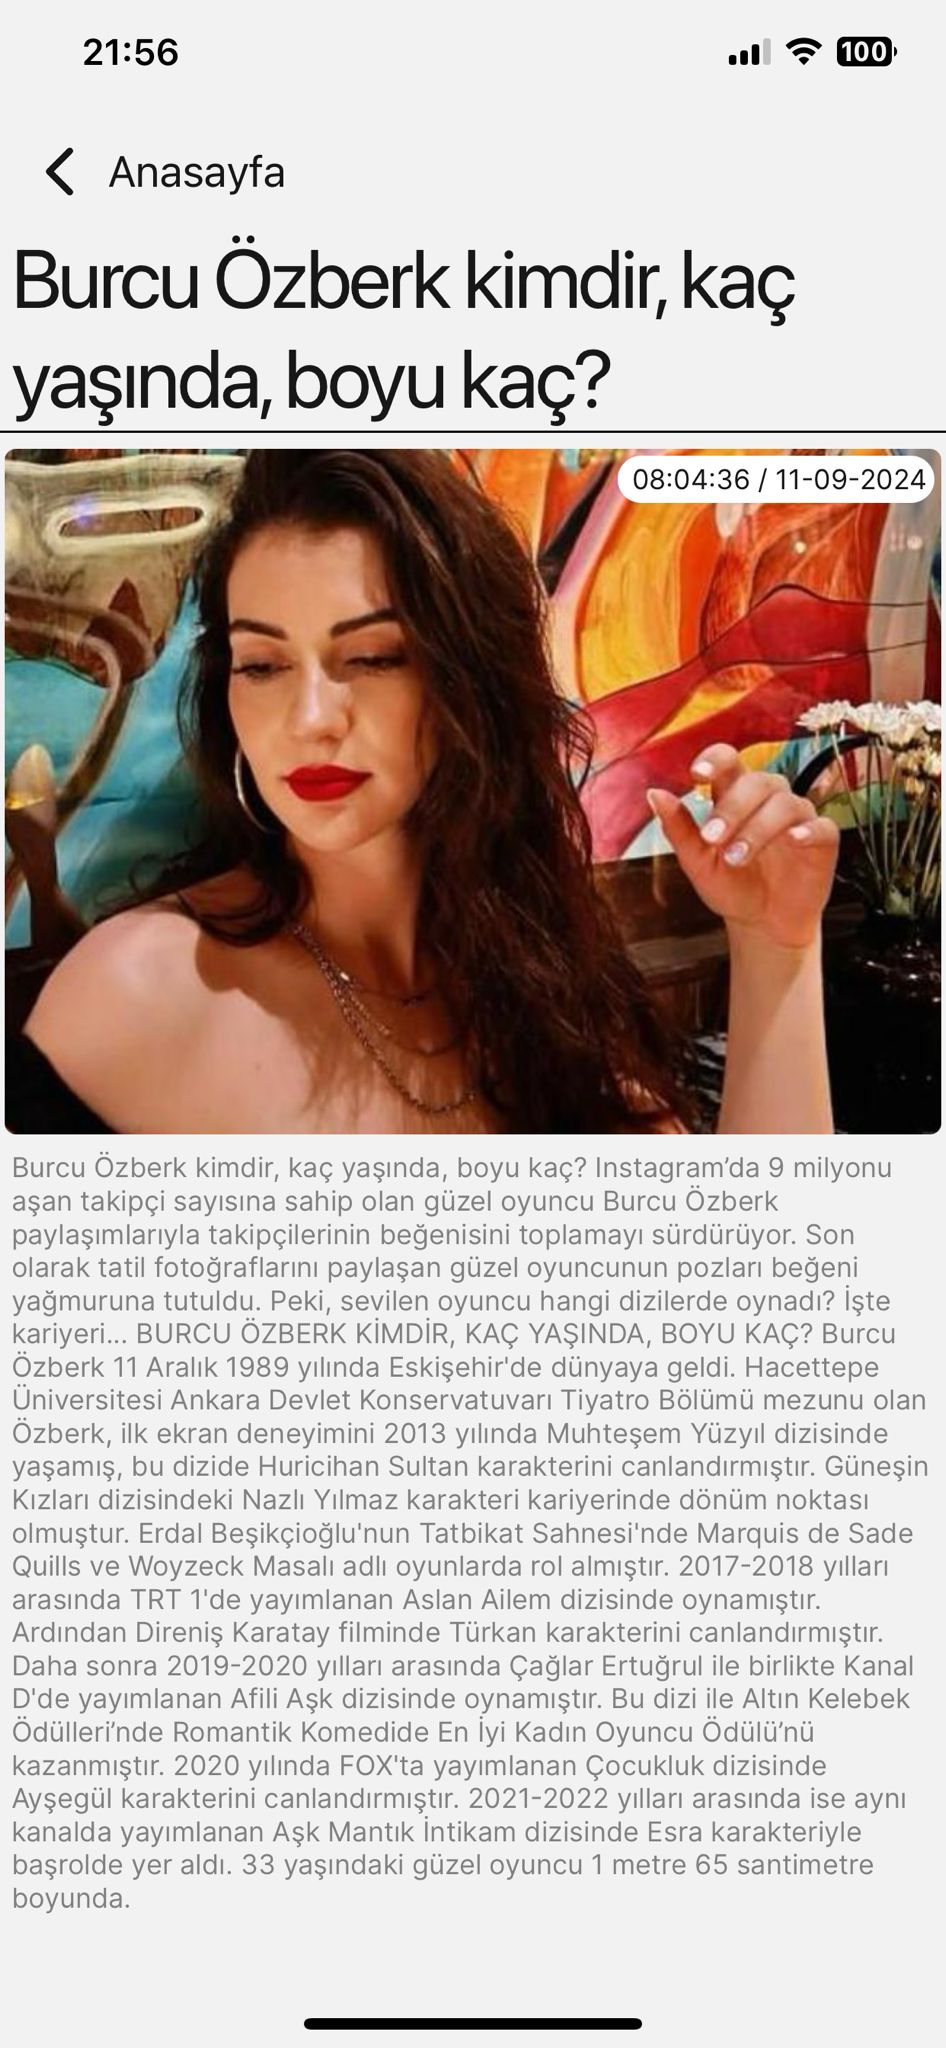 21:56
100
Anasayfa
Burcu Özberk kimdir, kaç
yaşında, boyu kaç?
08:04:36 / 11-09-2024
Burcu Özberk kimdir, kaç yaşında, boyu kaç? Instagram’da 9 milyonu
aşan takipçi sayısına sahip olan güzel oyuncu Burcu Özberk
paylaşımlarıyla takipçilerinin beğenisini toplamayı sürdürüyor. Son
olarak tatil fotoğraflarını paylaşan güzel oyuncunun pozları beğeni
yağmuruna tutuldu. Peki, sevilen oyuncu hangi dizilerde oynadı? İşte
kariyeri... BURCU ÖZBERK KİMDİR, KAÇ YAŞINDA, BOYU KAÇ? Burcu
Özberk 11 Aralık 1989 yılında Eskişehir'de dünyaya geldi. Hacettepe
Üniversitesi Ankara Devlet Konservatuvarı Tiyatro Bölümü mezunu olan
Özberk, ilk ekran deneyimini 2013 yılında Muhteşem Yüzyıl dizisinde
yaşamış, bu dizide Huricihan Sultan karakterini canlandırmıştır. Güneşin
Kızları dizisindeki Nazlı Yılmaz karakteri kariyerinde dönüm noktası
olmuştur. Erdal Beşikçioğlu'nun Tatbikat Sahnesi'nde Marquis de Sade
Quills ve Woyzeck Masalı adlı oyunlarda rol almıştır. 2017-2018 yılları
arasında TRT 1'de yayımlanan Aslan Ailem dizisinde oynamıştır.
Ardından Direniş Karatay filminde Türkan karakterini canlandırmıştır.
Daha sonra 2019-2020 yılları arasında Çağlar Ertuğrul ile birlikte Kanal
D'de yayımlanan Afili Aşk dizisinde oynamıştır. Bu dizi ile Altın Kelebek
Ödülleri’nde Romantik Komedide En İyi Kadın Oyuncu Ödülü’nü
kazanmıştır. 2020 yılında FOX'ta yayımlanan Çocukluk dizisinde
Ayşegül karakterini canlandırmıştır. 2021-2022 yılları arasında ise aynı
kanalda yayımlanan Aşk Mantık İntikam dizisinde Esra karakteriyle
başrolde yer aldı. 33 yaşındaki güzel oyuncu 1 metre 65 santimetre
boyunda.